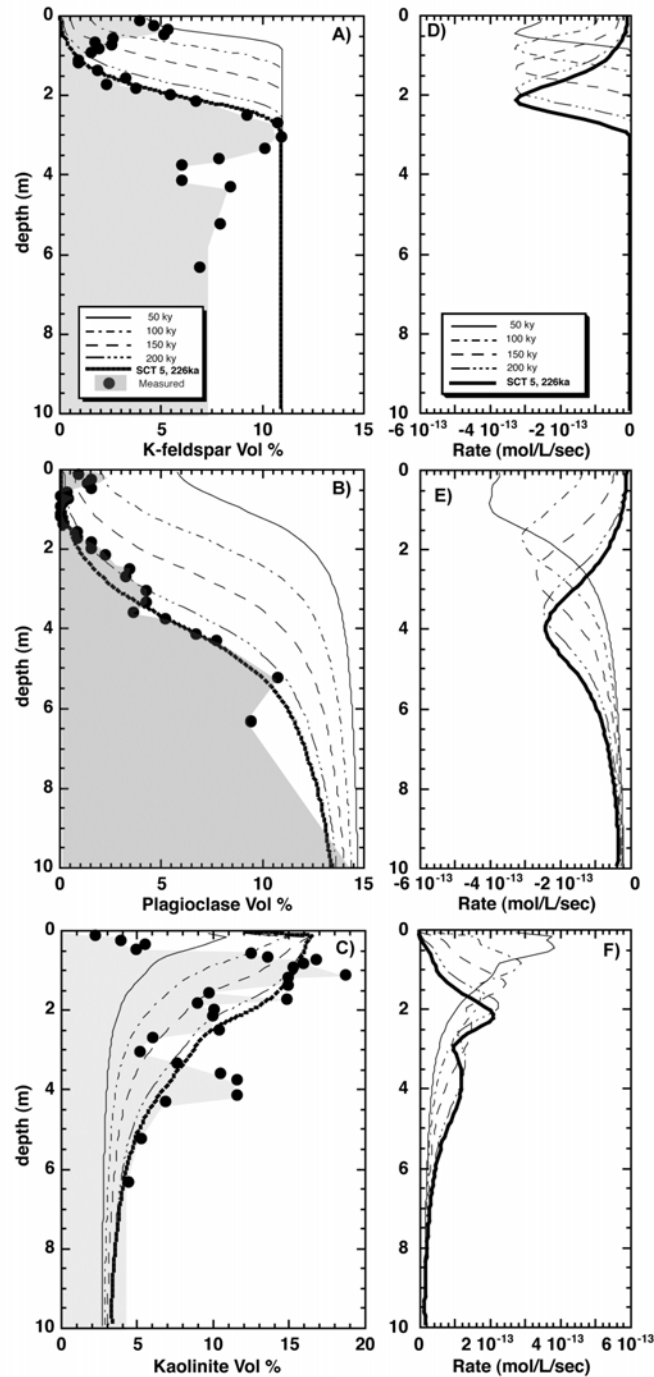 0
2
4
6
8
10
depth (m)
A)
50 ky
100 ky
150 ky
200 ky
SCT 5, 226ka
Measured
0 5 10 15
K-feldspar Vol %
0
2
4
6
8
10
D)
50 ky
100 ky
150 ky
200 ky
SCT 5, 226ka
-6 10-13 -4 10-13 -2 10-13 0
Rate (mol/L/sec)
0
2
4
6
8
10
depth (m)
B)
0 5 10 15
Plagioclase Vol %
0
2
4
6
8
10
E)
-6 10-13 -4 10-13 -2 10-13 0
Rate (mol/L/sec)
0
2
4
6
8
10
depth (m)
C)
0 5 10 15 20
Kaolinite Vol %
0
2
4
6
8
10
F)
0 2 10-13 4 10-13 6 10-13
Rate (mol/L/sec)